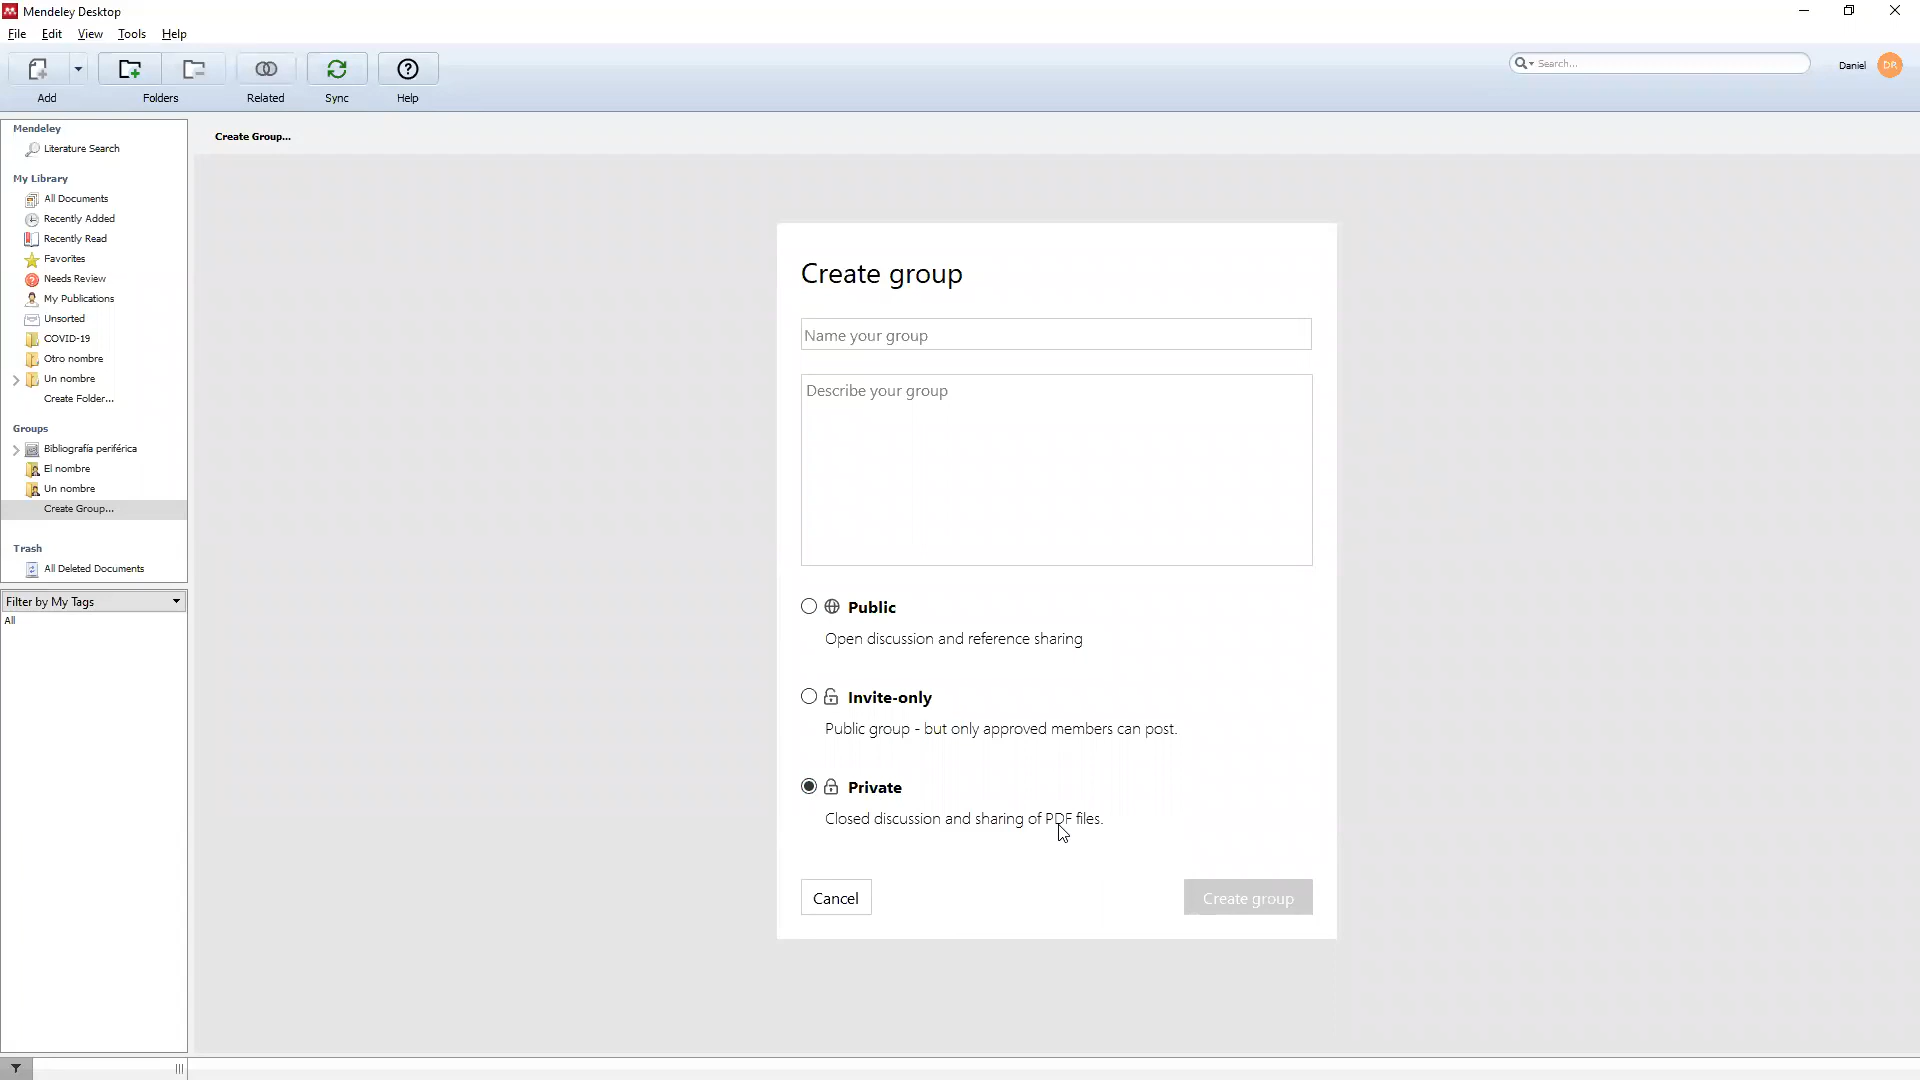 Mendeley Desktop
File Edit View Tools Help
Add Folders Related Sync Help
Search...
Daniel DR
Mendeley
Literature Search
My Library
All Documents
Recently Added
Recently Read
Favorites
Needs Review
My Publications
Unsorted
COVID-19
Otro nombre
Un nombre
Create Folder...
Groups
Bibliografía periférica
El nombre
Un nombre
Create Group...
Trash
All Deleted Documents
Filter by My Tags
All
Create Group...
Create group
Name your group
Describe your group
Public
Open discussion and reference sharing
Invite-only
Public group - but only approved members can post.
Private
Closed discussion and sharing of PDF files.
Cancel Create group